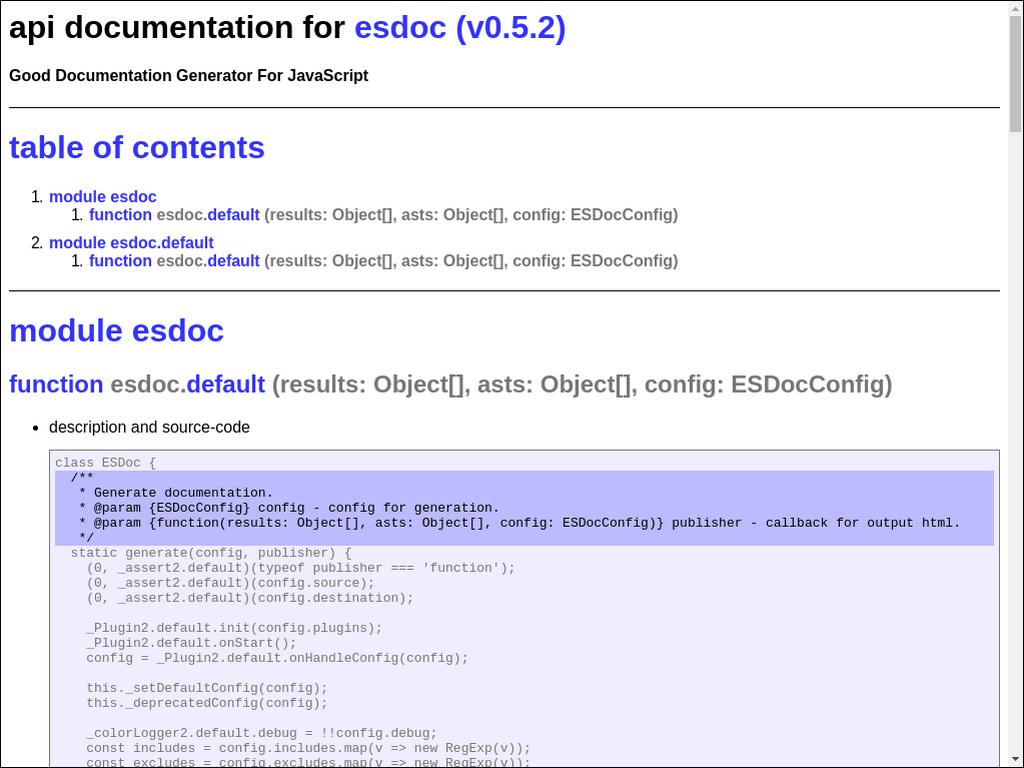 api documentation for esdoc (v0.5.2)
Good Documentation Generator For JavaScript
table of contents
1. module esdoc
1. function esdoc.default (results: Object[], asts: Object[], config: ESDocConfig)
2. module esdoc.default
1. function esdoc.default (results: Object[], asts: Object[], config: ESDocConfig)
module esdoc
function esdoc.default (results: Object[], asts: Object[], config: ESDocConfig)
• description and source-code
class ESDoc {
  /**
   * Generate documentation.
   * @param {ESDocConfig} config - config for generation.
   * @param {function(results: Object[], asts: Object[], config: ESDocConfig)} publisher - callback for output html.
   */
  static generate(config, publisher) {
    (0, _assert2.default)(typeof publisher === 'function');
    (0, _assert2.default)(config.source);
    (0, _assert2.default)(config.destination);
    _Plugin2.default.init(config.plugins);
    _Plugin2.default.onStart();
    config = _Plugin2.default.onHandleConfig(config);
    this._setDefaultConfig(config);
    this._deprecatedConfig(config);
    _colorLogger2.default.debug = !!config.debug;
    const includes = config.includes.map(v => new RegExp(v));
    const excludes = config.excludes.map(v => new RegExp(v));